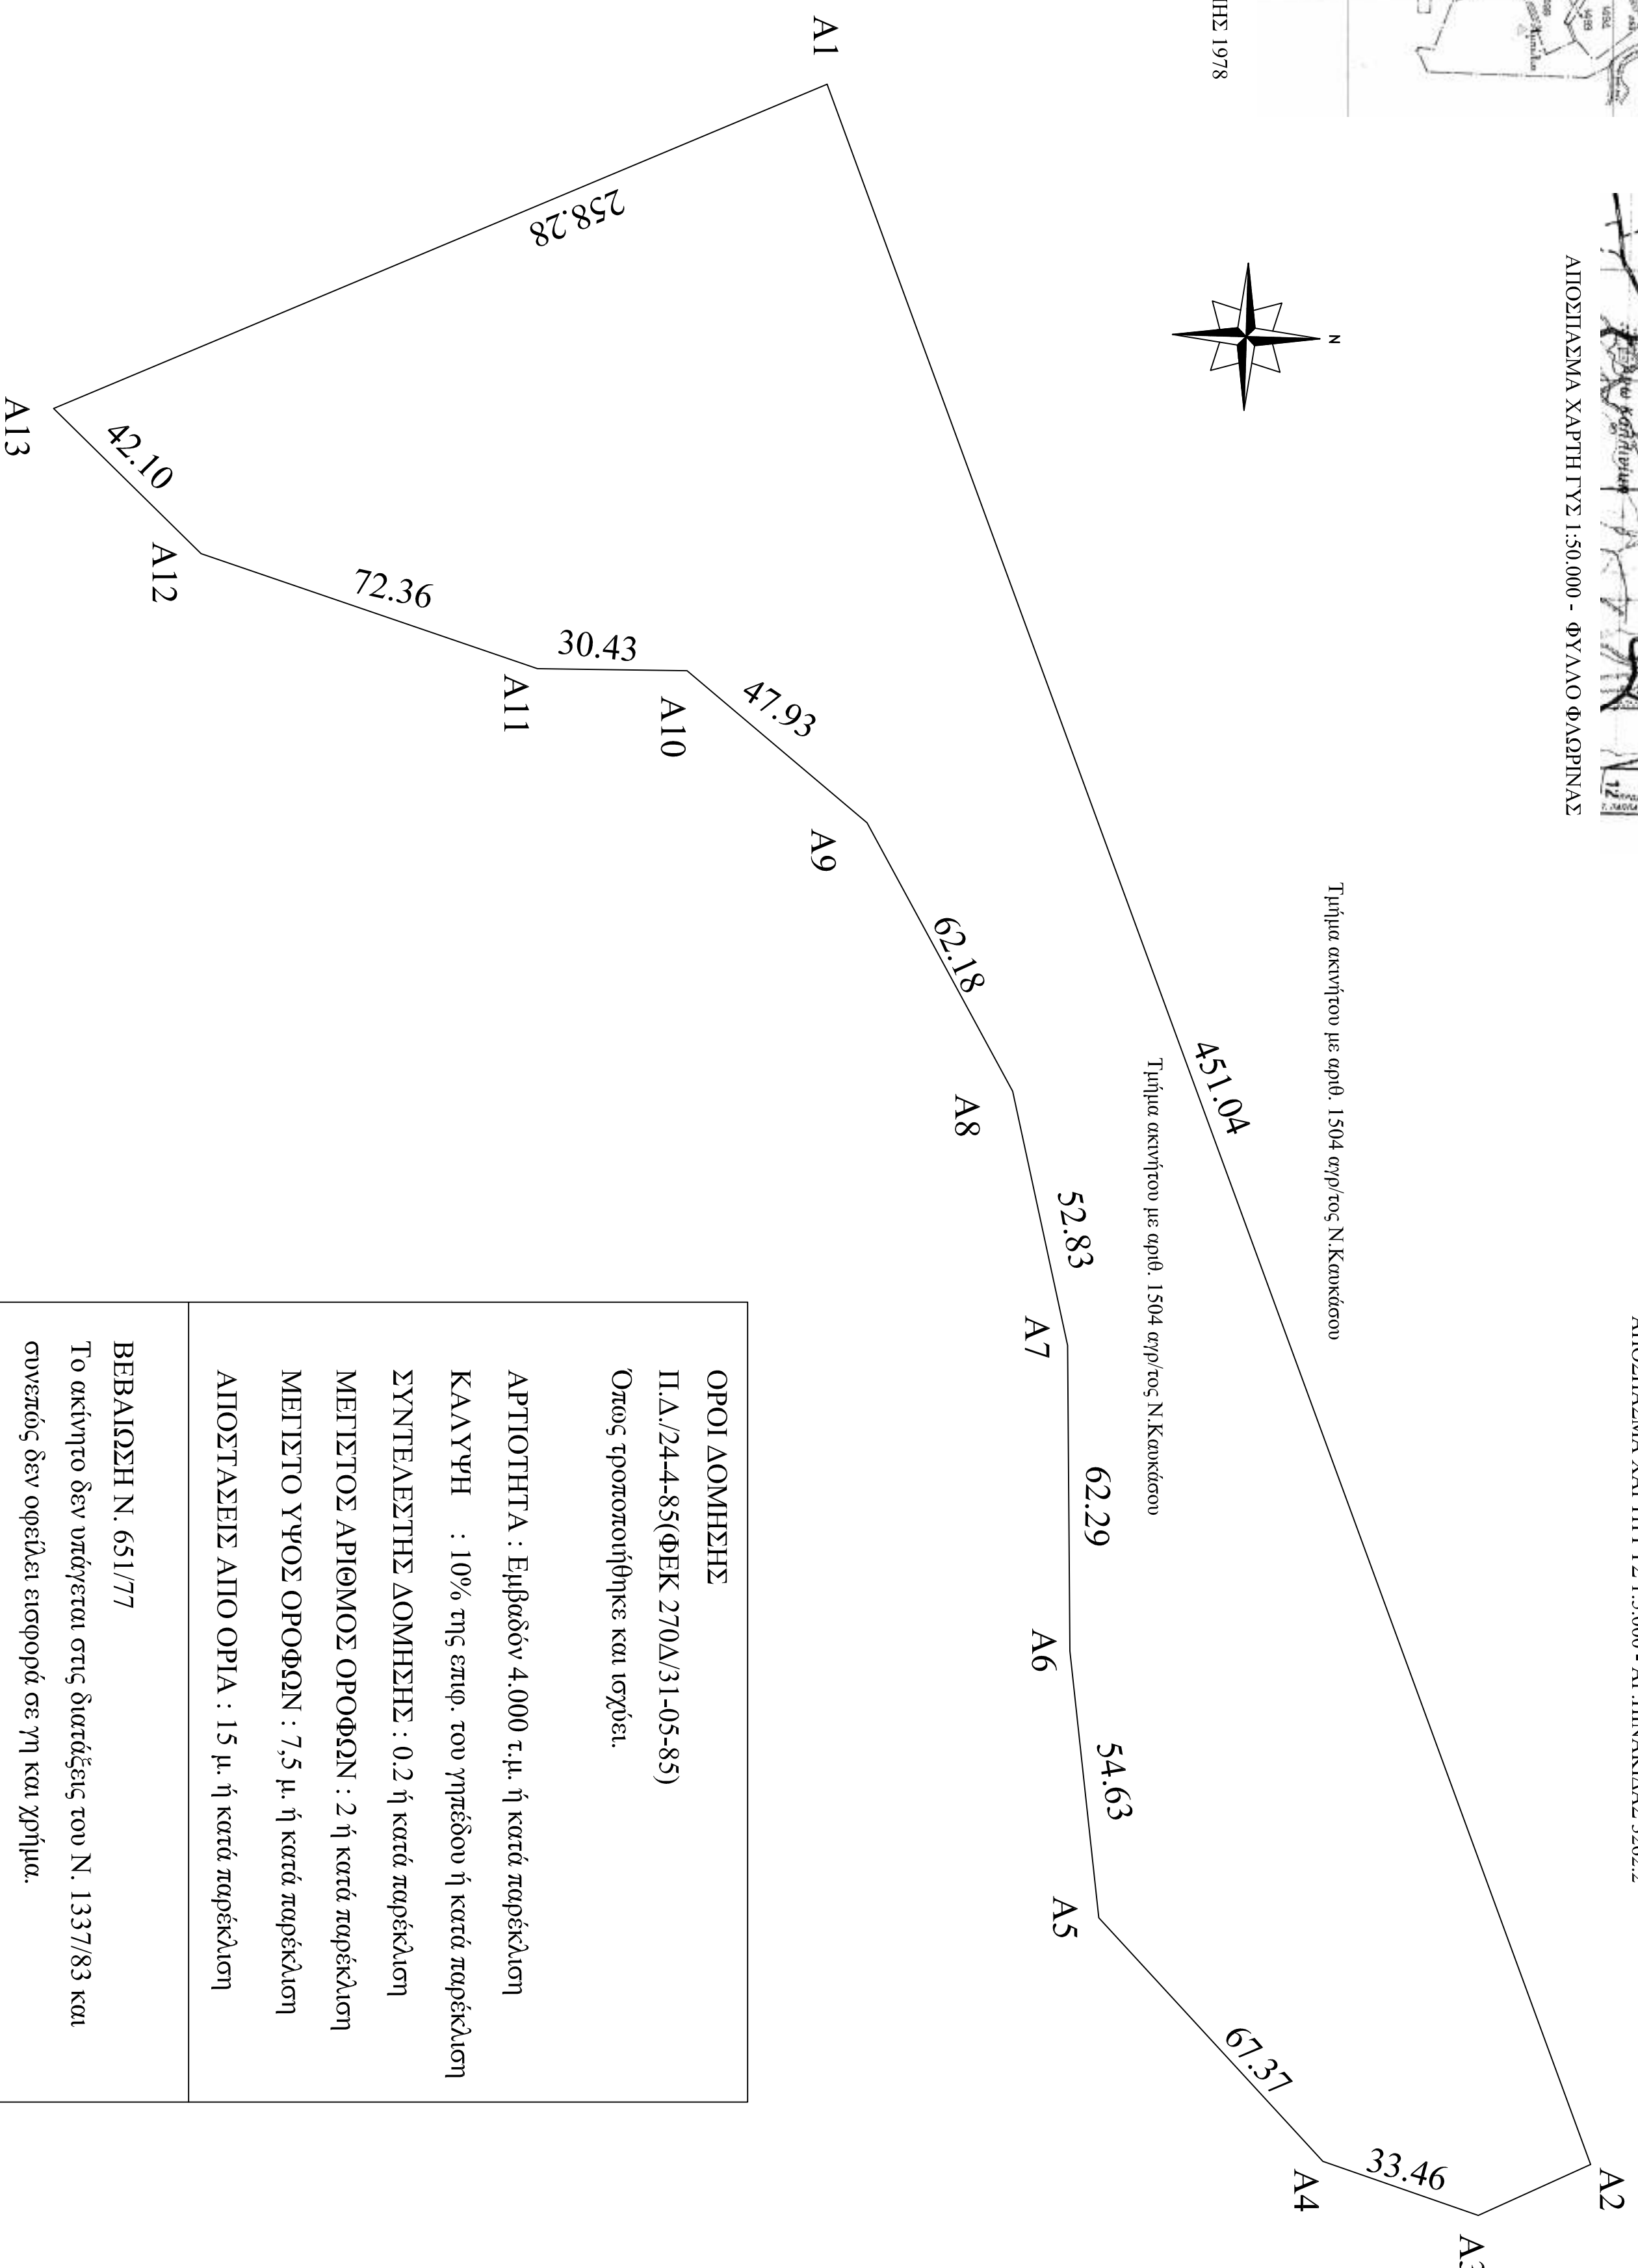 ΑΠΟΣΠΑΣΜΑ ΧΑΡΤΗ ΓΥΣ 1:50.000 - ΦΥΛΛΟ ΦΛΩΡΙΝΑΣ
1978
N
Τμήμα ακινήτου με αριθ. 1504 αγρ/τος Ν.Καυκάσου
Τμήμα ακινήτου με αριθ. 1504 αγρ/τος Ν.Καυκάσου
A1
451.04
A2
33.46
A4
67.37
A5
54.63
A6
62.29
A7
52.83
A8
62.18
A9
47.93
A10
30.43
A11
72.36
A12
42.10
A13
258.28
ΟΡΟΙ ΔΟΜΗΣΗΣ
Π.Δ./24-4-85(ΦΕΚ 270Δ/31-05-85)
Όπως τροποποιήθηκε και ισχύει.
ΑΡΤΙΟΤΗΤΑ : Εμβαδόν 4.000 τ.μ. ή κατά παρέκλιση
ΚΑΛΥΨΗ : 10% της επιφ. του γηπέδου ή κατά παρέκλιση
ΣΥΝΤΕΛΕΣΤΗΣ ΔΟΜΗΣΗΣ : 0.2 ή κατά παρέκλιση
ΜΕΓΙΣΤΟΣ ΑΡΙΘΜΟΣ ΟΡΟΦΩΝ : 2 ή κατά παρέκλιση
ΜΕΓΙΣΤΟ ΥΨΟΣ ΟΡΟΦΩΝ : 7,5 μ. ή κατά παρέκλιση
ΑΠΟΣΤΑΣΕΙΣ ΑΠΟ ΟΡΙΑ : 15 μ. ή κατά παρέκλιση
ΒΕΒΑΙΩΣΗ Ν. 651/77
Το ακίνητο δεν υπάγεται στις διατάξεις του Ν. 1337/83 και
συνεπώς δεν οφείλει εισφορά σε γη και χρήμα.